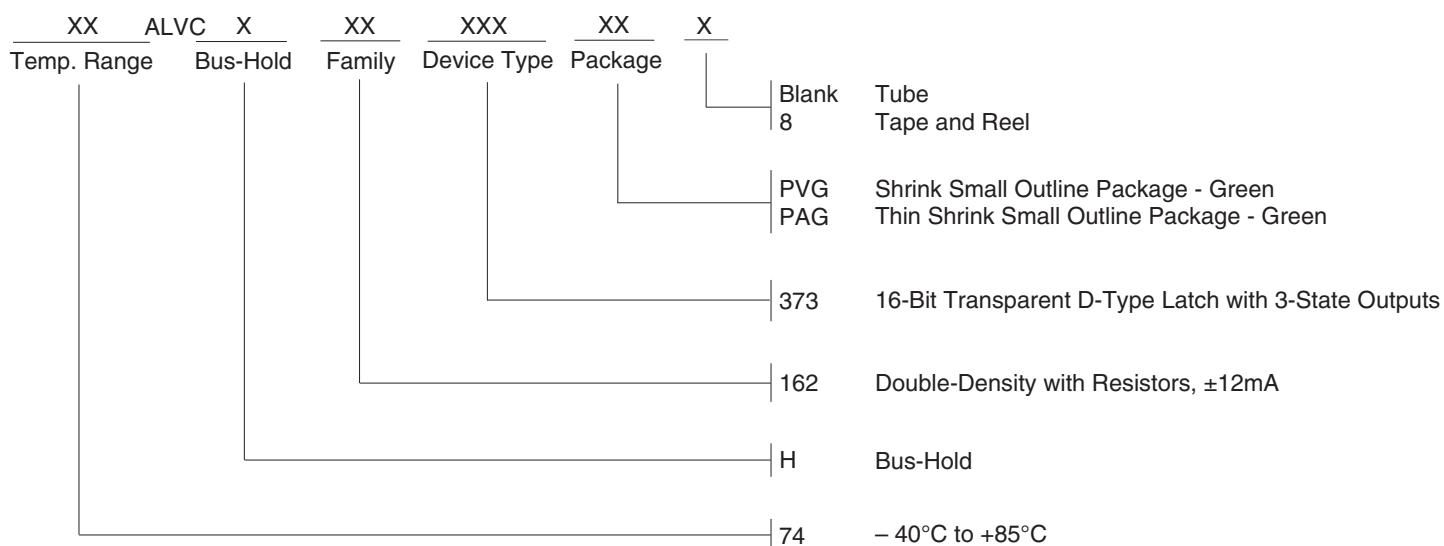 XX ALVC X XX XXX XX X
Temp. Range Bus-Hold Family Device Type Package
Blank Tube
8 Tape and Reel
PVG Shrink Small Outline Package - Green
PAG Thin Shrink Small Outline Package - Green
373 16-Bit Transparent D-Type Latch with 3-State Outputs
162 Double-Density with Resistors, ±12mA
H Bus-Hold
74 – 40°C to +85°C